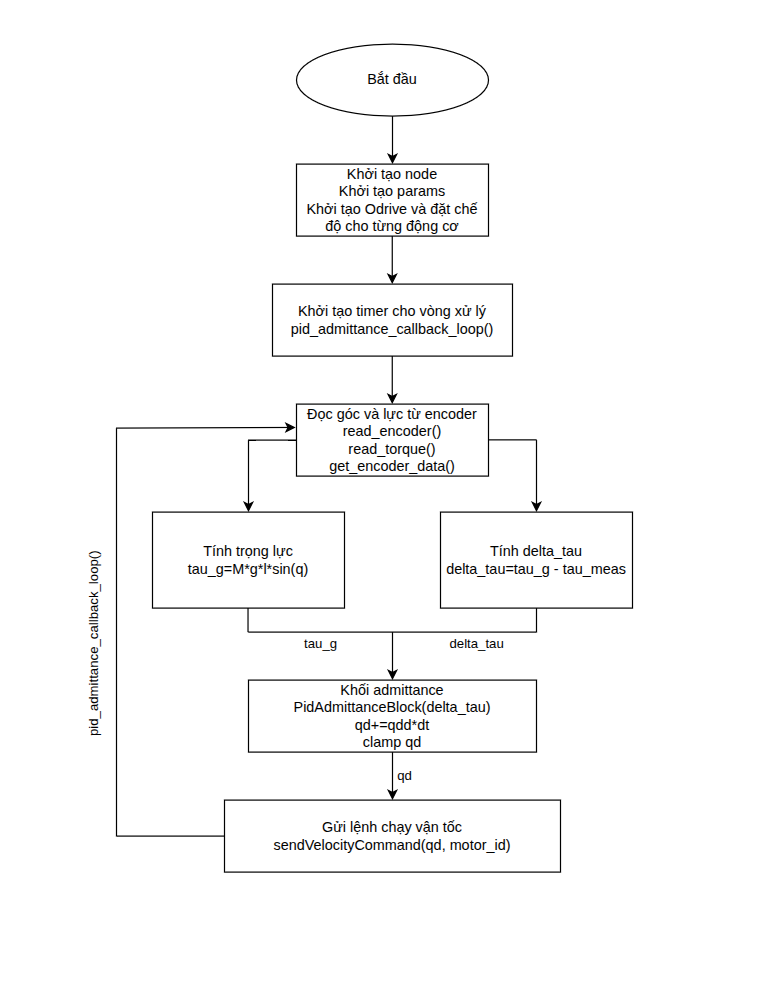 Bắt đầu
Khởi tạo node
Khởi tạo params
Khởi tạo Odrive và đặt chế
độ cho từng động cơ
Khởi tạo timer cho vòng xử lý
pid_admittance_callback_loop()
Đọc góc và lực từ encoder
read_encoder()
read_torque()
get_encoder_data()
Tính trọng lực
tau_g=M*g*l*sin(q)
Tính delta_tau
delta_tau=tau_g - tau_meas
pid_admittance_callback_loop()
tau_g
delta_tau
Khối admittance
PidAdmittanceBlock(delta_tau)
qd+=qdd*dt
clamp qd
qd
Gửi lệnh chạy vận tốc
sendVelocityCommand(qd, motor_id)